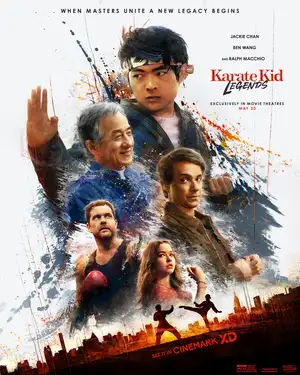 WHEN MASTERS UNITE A NEW LEGACY BEGINS
JACKIE CHAN
BEN WANG
AND RALPH MACCHIO
Karate Kid
LEGENDS
EXCLUSIVELY IN MOVIE THEATRES
MAY 30
SEE IT IN CINEMARK XD